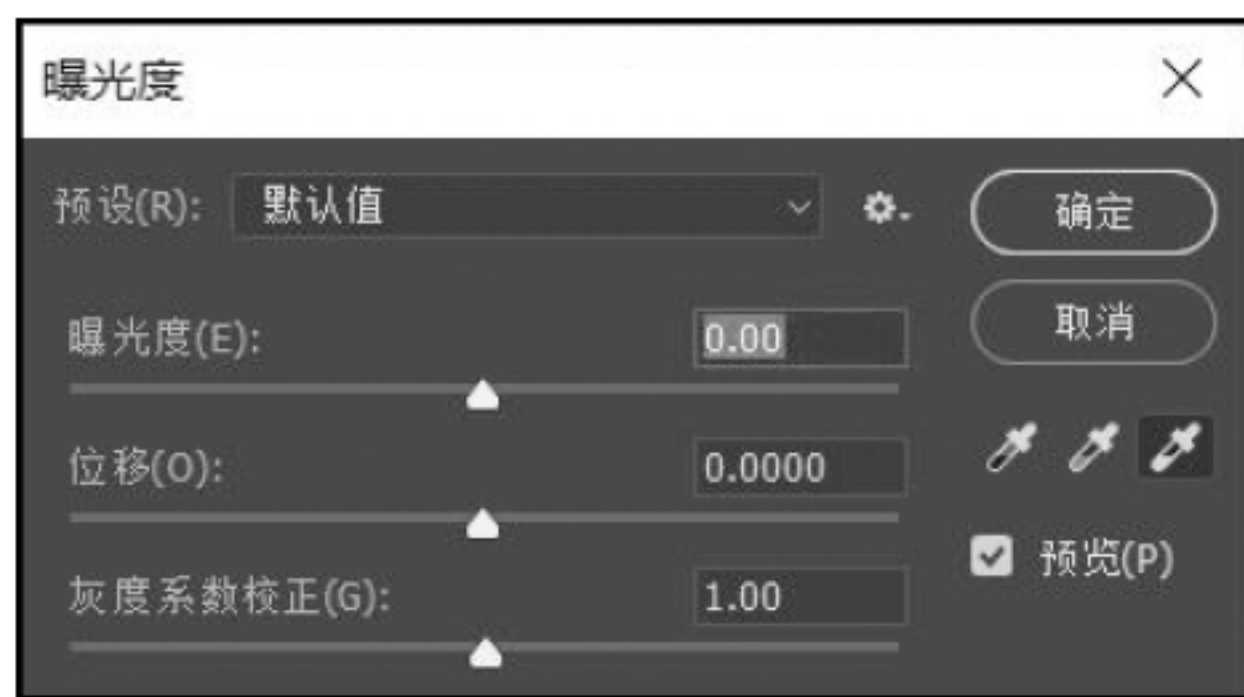 曝光度
预设(R): 默认值
确定
曝光度(E): 0.00
取消
位移(O): 0.0000
预览(P)
灰度系数校正(G): 1.00